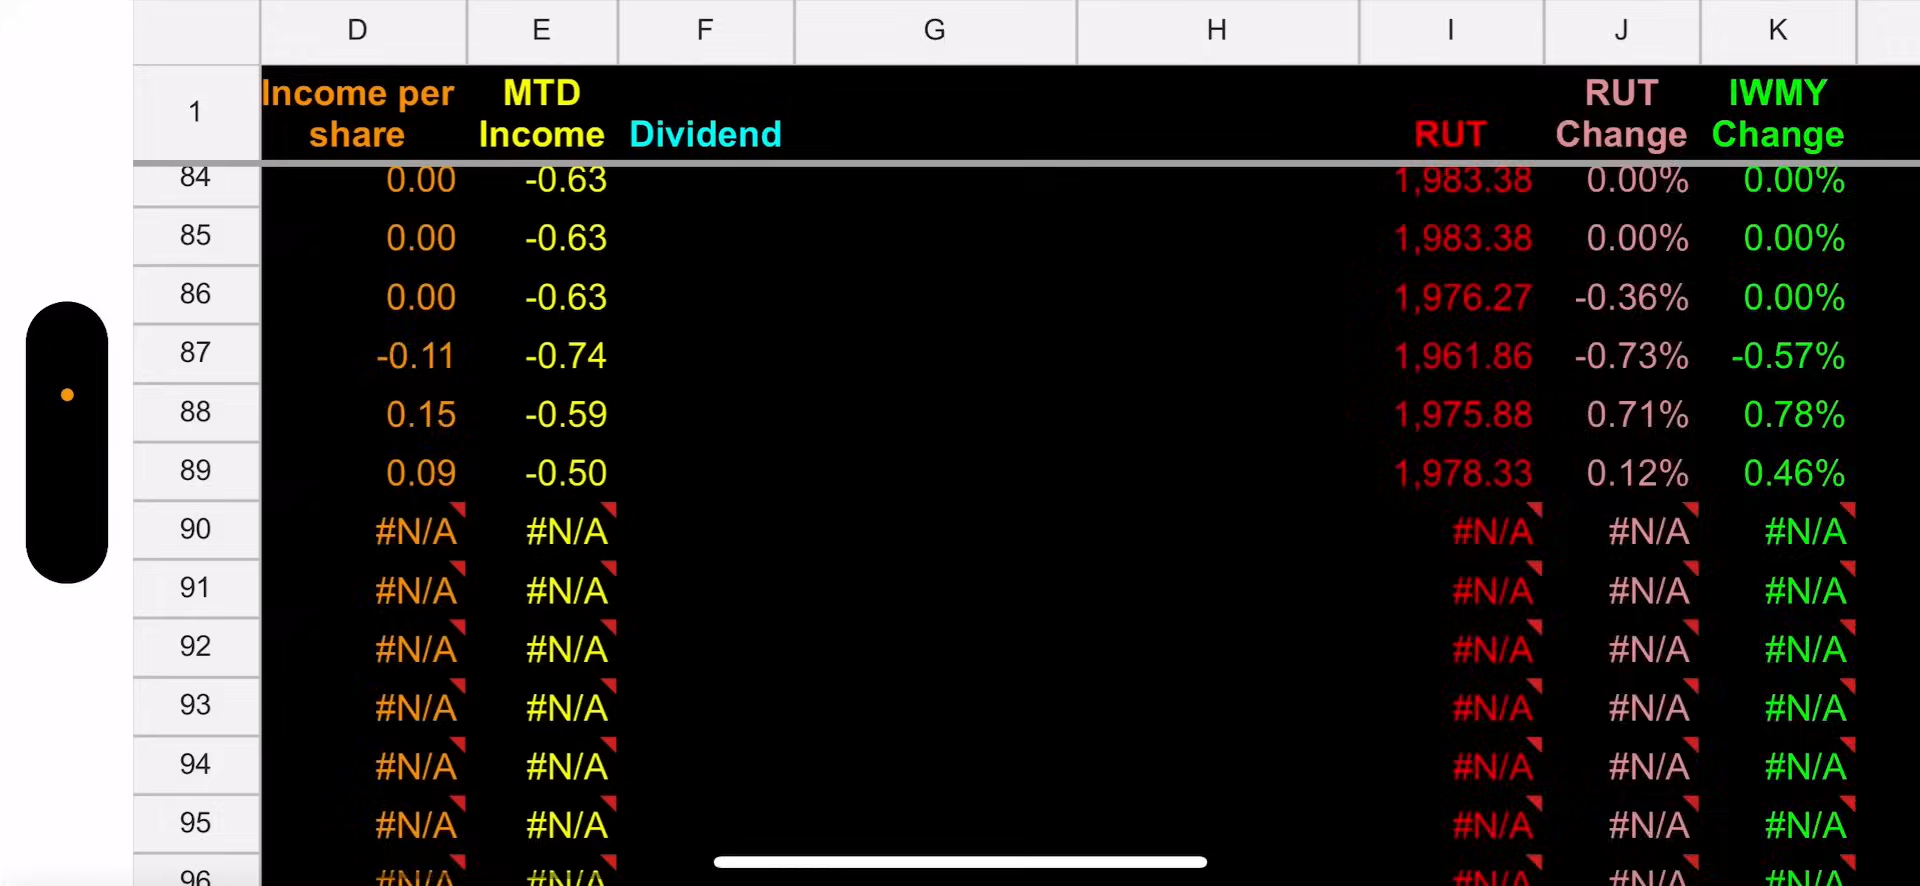 D E F G H I J K
1 Income per share MTD Income Dividend RUT RUT Change IWMY Change
84 0.00 -0.63 1,983.38 0.00% 0.00%
85 0.00 -0.63 1,983.38 0.00% 0.00%
86 0.00 -0.63 1,976.27 -0.36% 0.00%
87 -0.11 -0.74 1,961.86 -0.73% -0.57%
88 0.15 -0.59 1,975.88 0.71% 0.78%
89 0.09 -0.50 1,978.33 0.12% 0.46%
90 #N/A #N/A #N/A #N/A #N/A
91 #N/A #N/A #N/A #N/A #N/A
92 #N/A #N/A #N/A #N/A #N/A
93 #N/A #N/A #N/A #N/A #N/A
94 #N/A #N/A #N/A #N/A #N/A
95 #N/A #N/A #N/A #N/A #N/A
96 #N/A #N/A #N/A #N/A #N/A